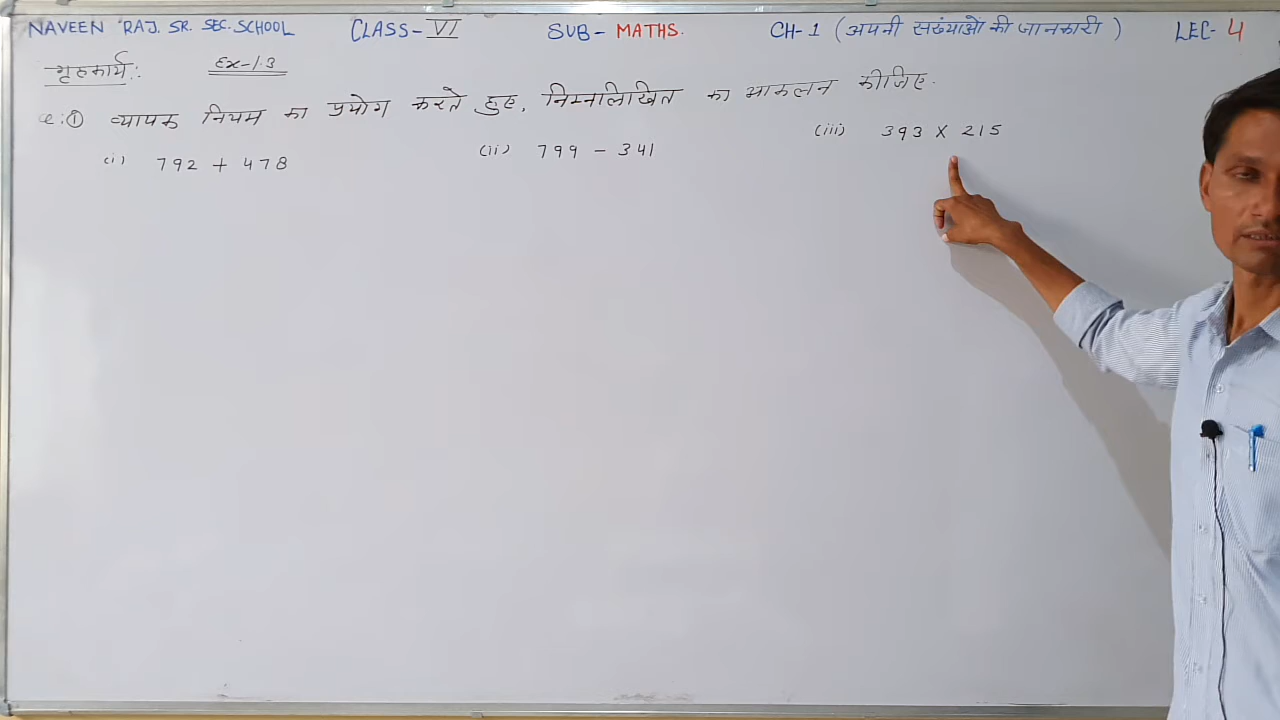 NAVEEN RAJ. SR. SEC. SCHOOL CLASS-VI SUB- MATHS. CH-1 (अपनी संख्याओ की जानकारी) LEC- 4
गृहकार्य: Ex-1.3
① व्यापक नियम का प्रयोग करते हुए, निम्नलिखित का आकलन कीजिए.
(i) 792 + 478 (ii) 799 - 341 (iii) 393 X 215